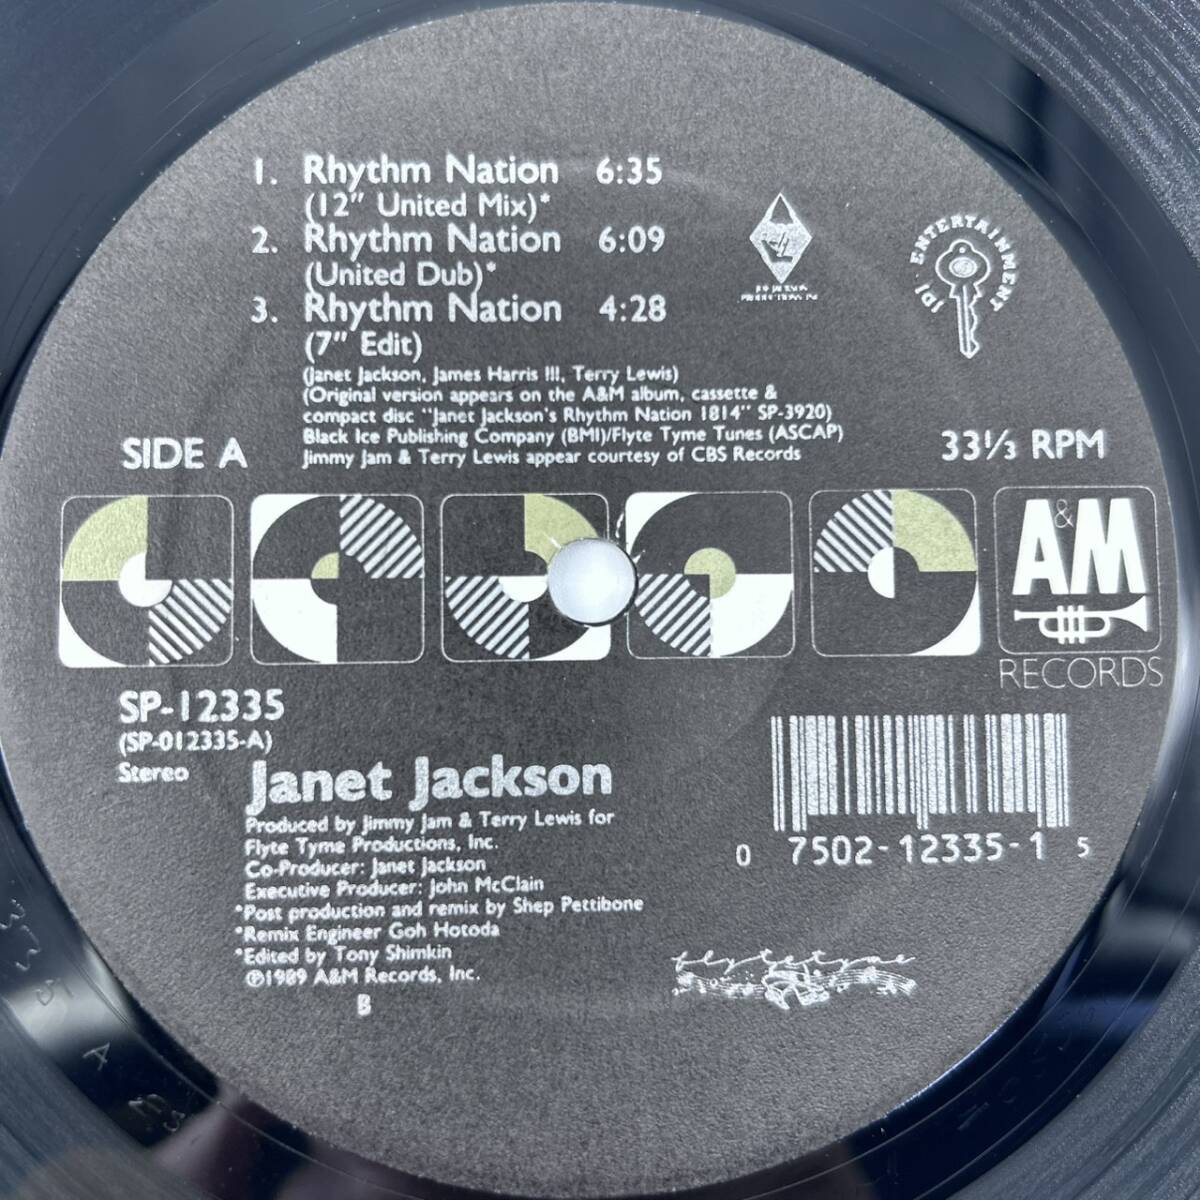 1. Rhythm Nation 6:35
(12" United Mix)*
2. Rhythm Nation 6:09
(United Dub)*
3. Rhythm Nation 4:28
(7" Edit)
(Janet Jackson, James Harris III, Terry Lewis)
(Original version appears on the A&M album, cassette &
compact disc "Janet Jackson's Rhythm Nation 1814" SP-3920)
Black Ice Publishing Company (BMI)/Flyte Tyme Tunes (ASCAP)
Jimmy Jam & Terry Lewis appear courtesy of CBS Records
JOE JACKSON
PRODUCTIONS INC
JDJ ENTERTAINMENT
SIDE A
33⅓ RPM
A&M
RECORDS
SP-12335
(SP-012335-A)
Stereo
Janet Jackson
Produced by Jimmy Jam & Terry Lewis for
Flyte Tyme Productions, Inc.
Co-Producer: Janet Jackson
Executive Producer: John McClain
*Post production and remix by Shep Pettibone
*Remix Engineer Goh Hotoda
*Edited by Tony Shimkin
℗1989 A&M Records, Inc.
B
0 7502-12335-1 5
flytetyme